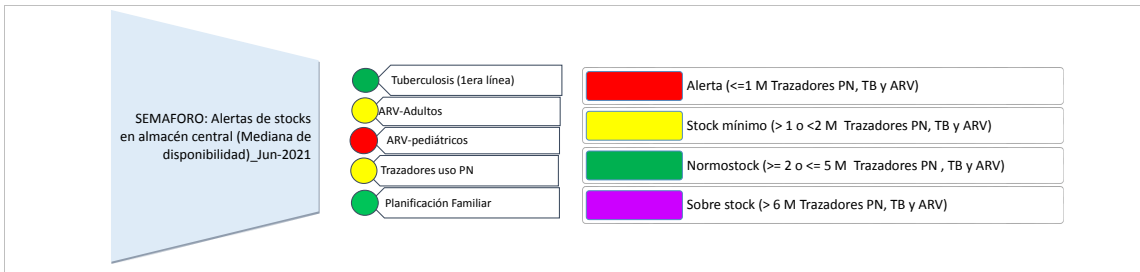 SEMAFORO: Alertas de stocks
en almacén central (Mediana de
disponibilidad)_Jun-2021
Tuberculosis (1era línea)
ARV-Adultos
ARV-pediátricos
Trazadores uso PN
Planificación Familiar
Alerta (<=1 M Trazadores PN, TB y ARV)
Stock mínimo (> 1 o <2 M  Trazadores PN, TB y ARV)
Normostock (>= 2 o <= 5 M  Trazadores PN , TB y ARV)
Sobre stock (> 6 M Trazadores PN, TB y ARV)